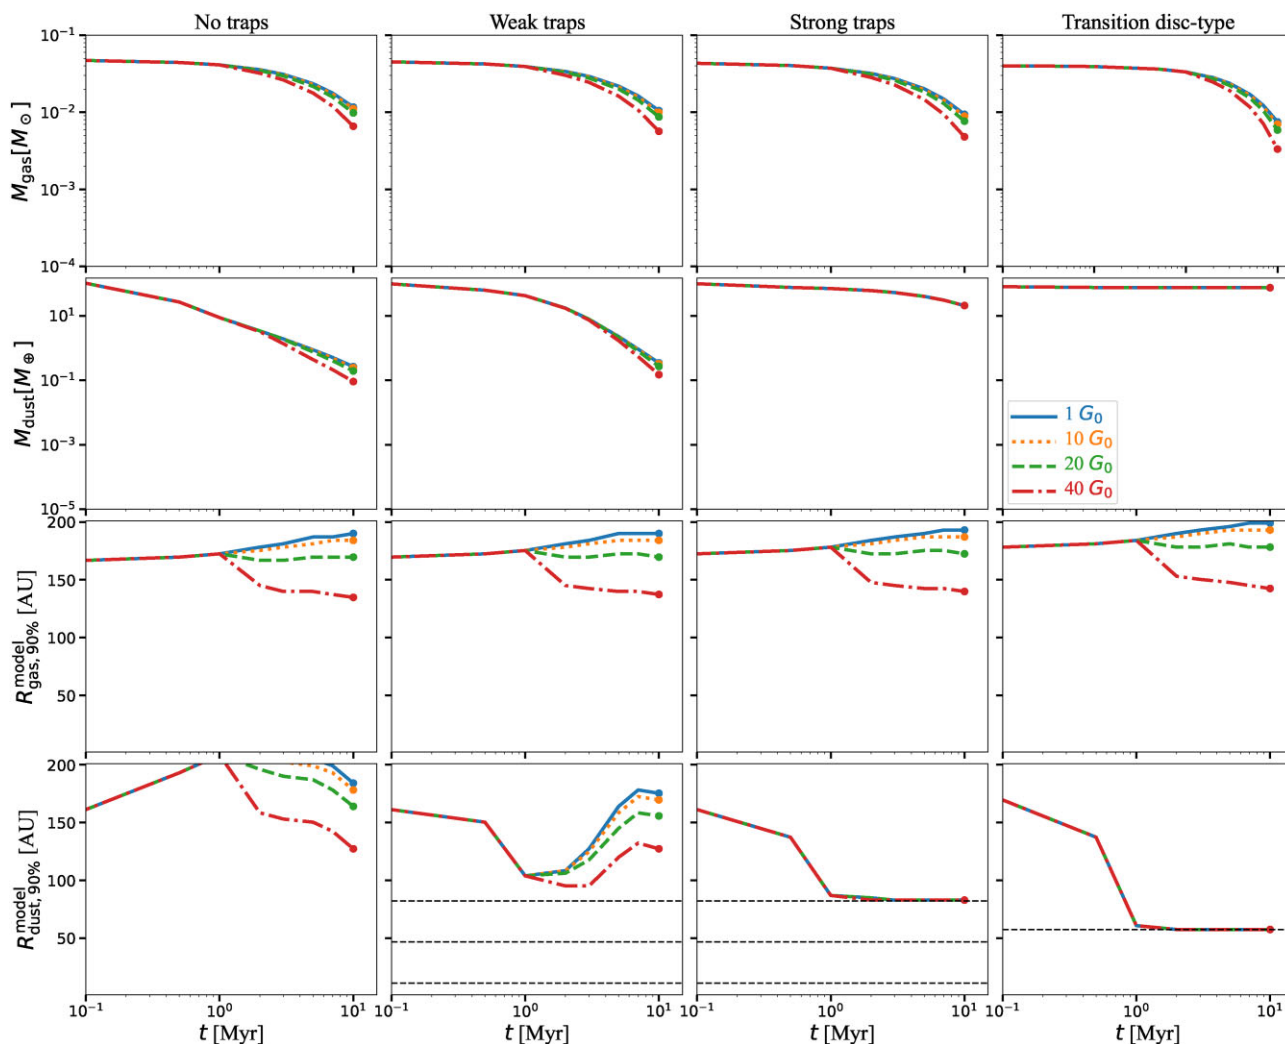 No traps Weak traps Strong traps Transition disc-type
10⁻¹
10⁻²
10⁻³
10⁻⁴
M_gas[M_⊙]
10¹
10⁻¹
10⁻³
10⁻⁵
M_dust[M_⊕]
1 G₀
10 G₀
20 G₀
40 G₀
200
150
100
50
R^model_gas, 90% [AU]
200
150
100
50
R^model_dust, 90% [AU]
10⁻¹ 10⁰ 10¹ 10⁻¹ 10⁰ 10¹ 10⁻¹ 10⁰ 10¹ 10⁻¹ 10⁰ 10¹
t [Myr] t [Myr] t [Myr] t [Myr]